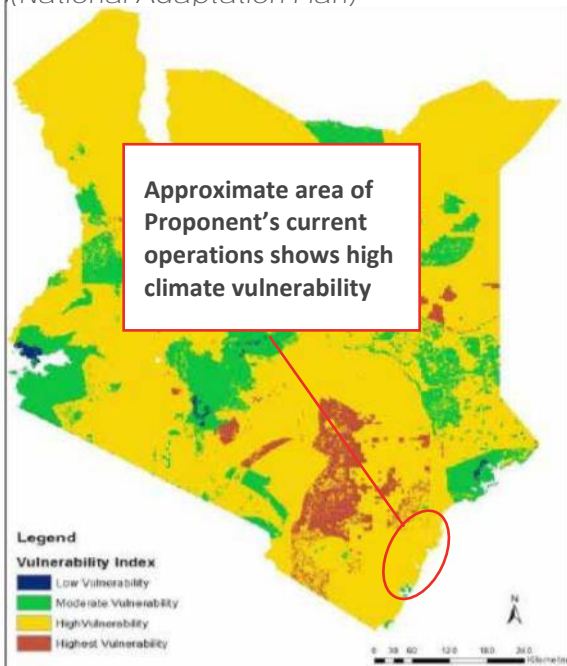 (National Adaptation Plan)
Approximate area of
Proponent's current
operations shows high
climate vulnerability
Legend
Vulnerability Index
Low Vulnerability
Moderate Vulnerability
High Vulnerability
Highest Vulnerability
N
0 30 60 120 180 240
Kilometers